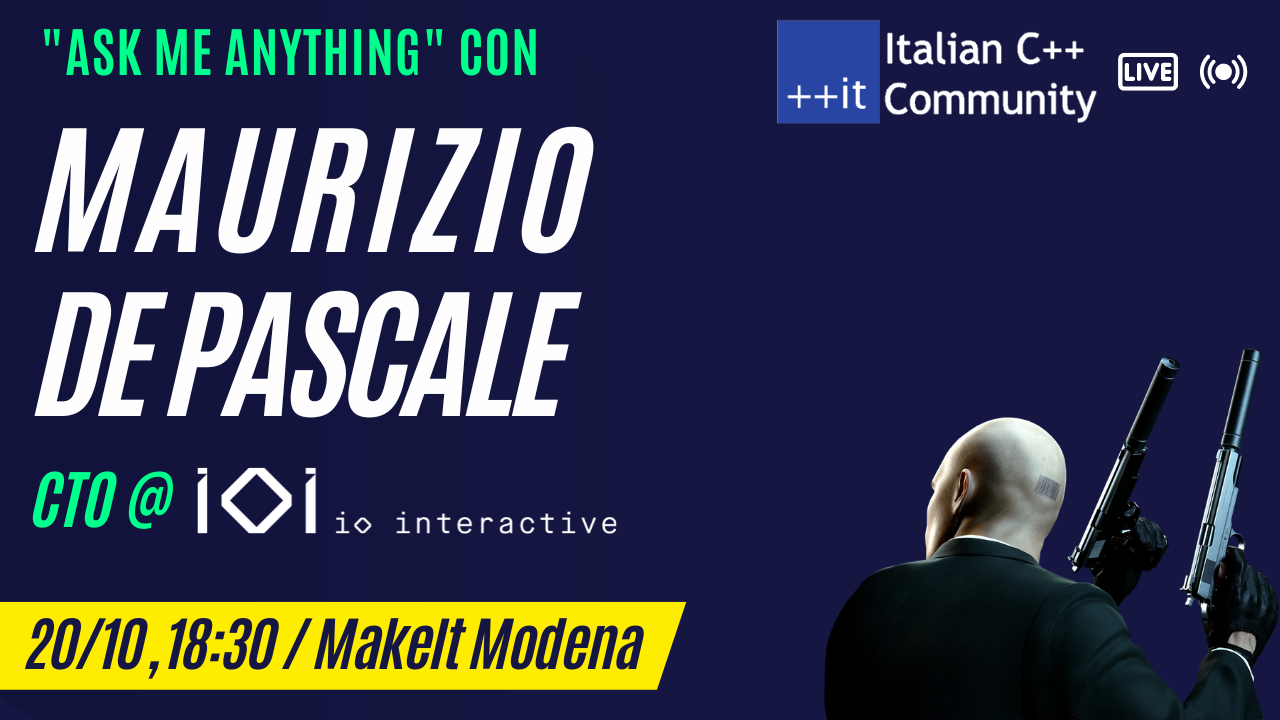 "ASK ME ANYTHING" CON
++it
Italian C++
Community
LIVE
MAURIZIO
DE PASCALE
CTO @ iOi io interactive
20/10, 18:30 / MakeIt Modena